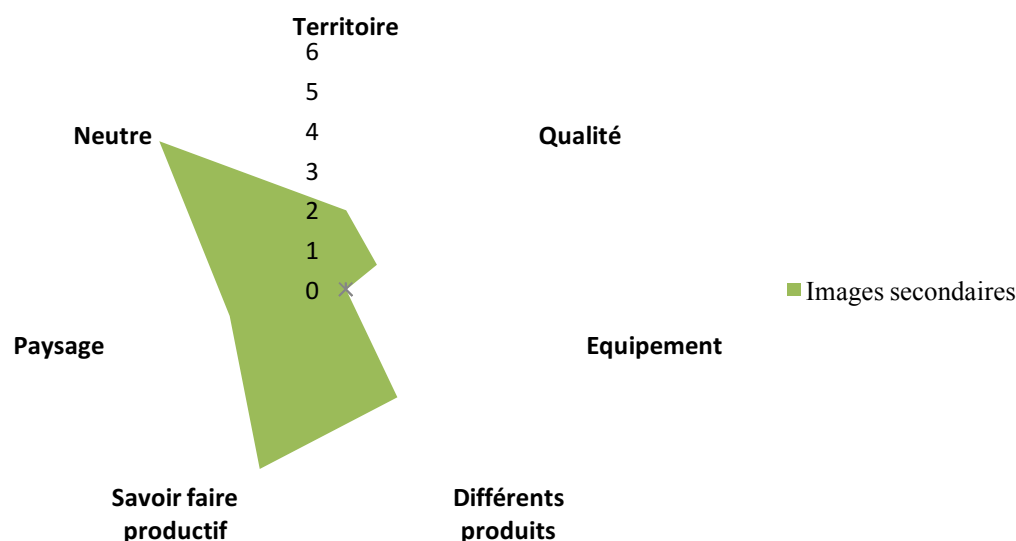 Territoire
6
5
4
3
2
1
0
Neutre
Qualité
Images secondaires
Paysage
Equipement
Savoir faire
productif
Différents
produits